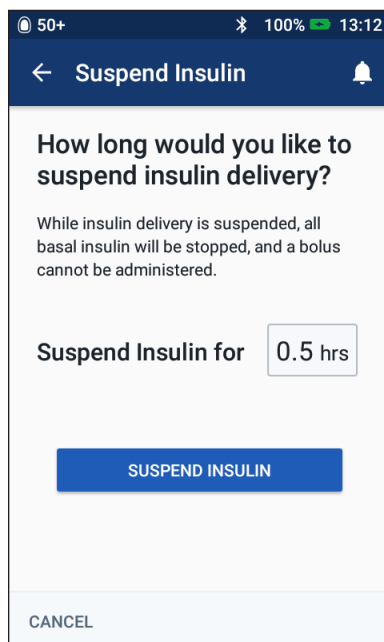 50+ 100% 13:12
Suspend Insulin
How long would you like to
suspend insulin delivery?
While insulin delivery is suspended, all
basal insulin will be stopped, and a bolus
cannot be administered.
Suspend Insulin for 0.5 hrs
SUSPEND INSULIN
CANCEL